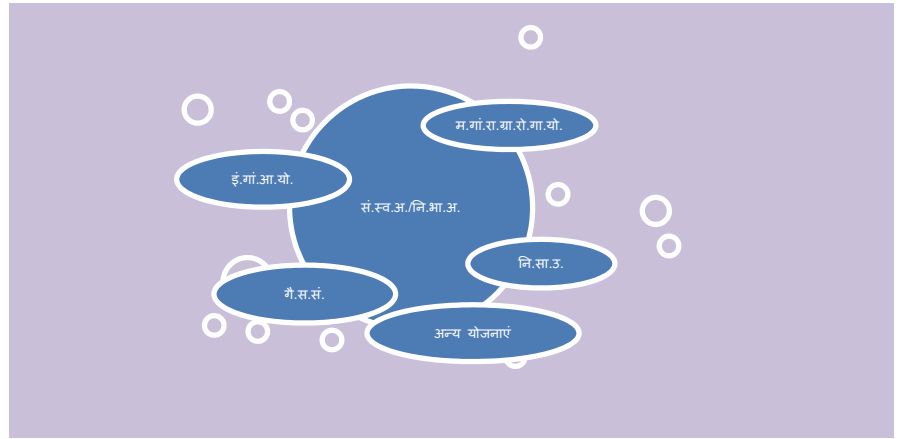 म.गां.रा.ग्रा.रो.गा.यो.
इं.गां.आ.यो.
सं.स्व.अ./नि.भा.अ.
नि.सा.उ.
गै.स.सं.
अन्य योजनाएं